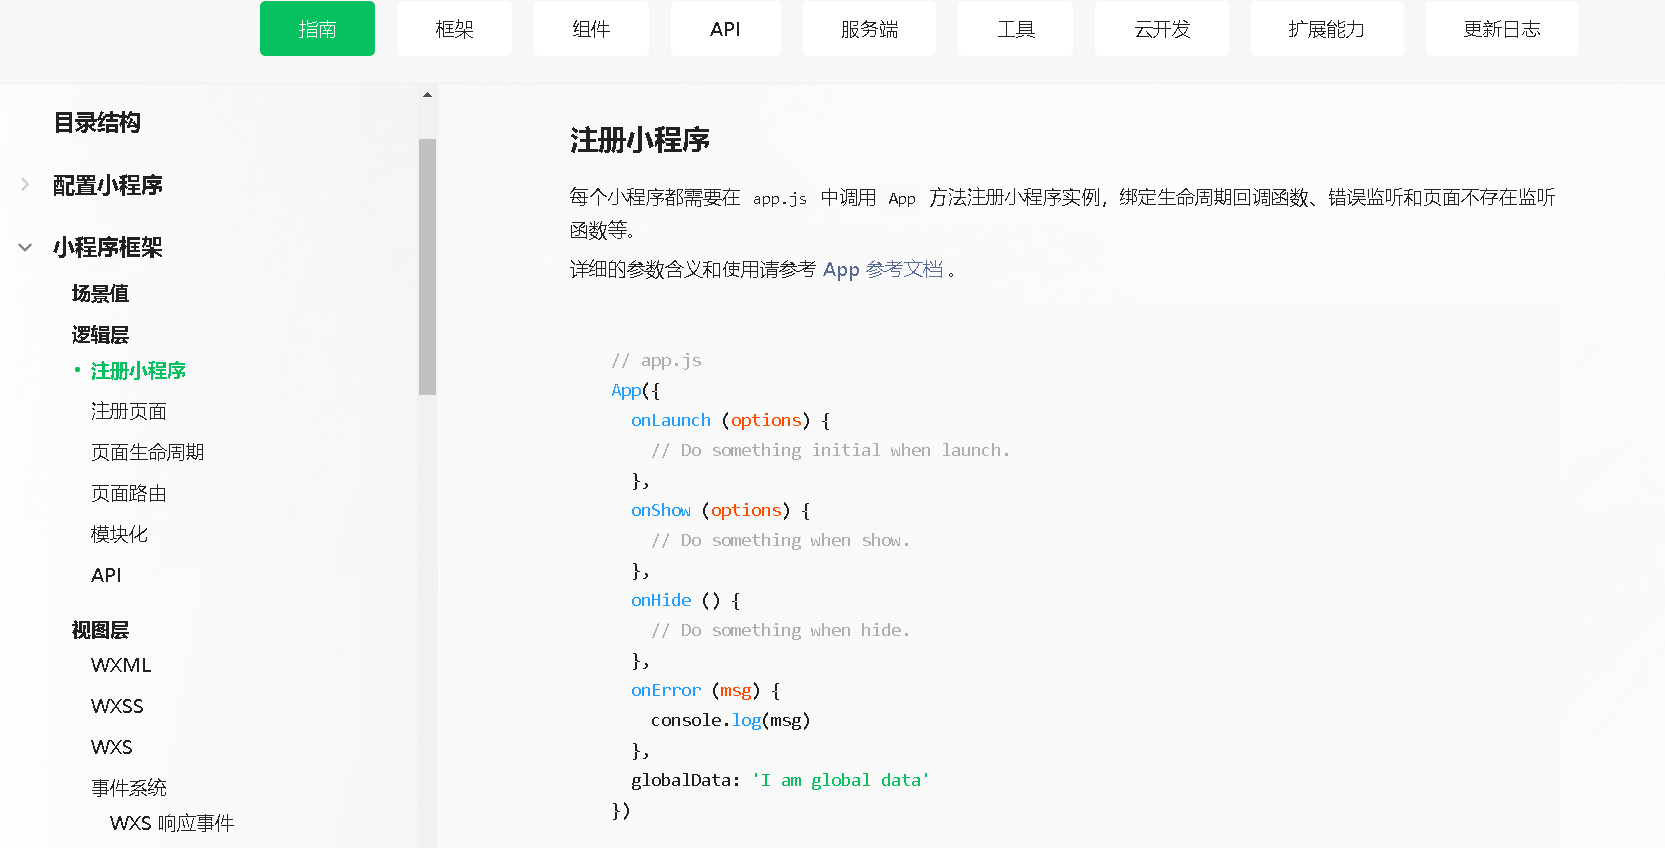 指南 框架 组件 API 服务端 工具 云开发 扩展能力 更新日志
目录结构
配置小程序
小程序框架
场景值
逻辑层
注册小程序
注册页面
页面生命周期
页面路由
模块化
API
视图层
WXML
WXSS
WXS
事件系统
WXS 响应事件
注册小程序
每个小程序都需要在 app.js 中调用 App 方法注册小程序实例，绑定生命周期回调函数、错误监听和页面不存在监听
函数等。
详细的参数含义和使用请参考 App 参考文档 。
// app.js
App({
  onLaunch (options) {
    // Do something initial when launch.
  },
  onShow (options) {
    // Do something when show.
  },
  onHide () {
    // Do something when hide.
  },
  onError (msg) {
    console.log(msg)
  },
  globalData: 'I am global data'
})